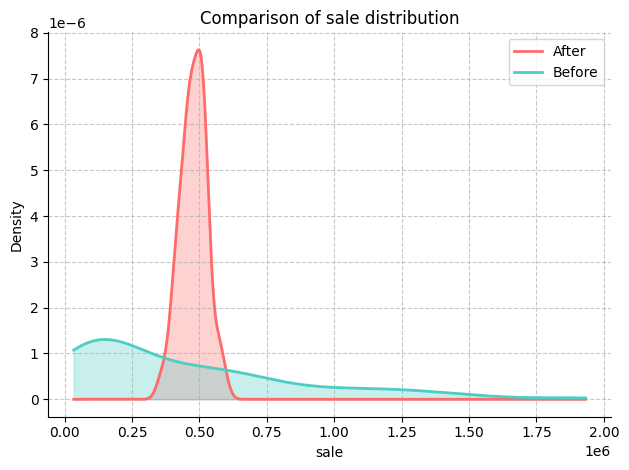 Comparison of sale distribution
1e−6
After
Before
8
7
6
5
4
3
2
1
0
Density
0.00 0.25 0.50 0.75 1.00 1.25 1.50 1.75 2.00
1e6
sale